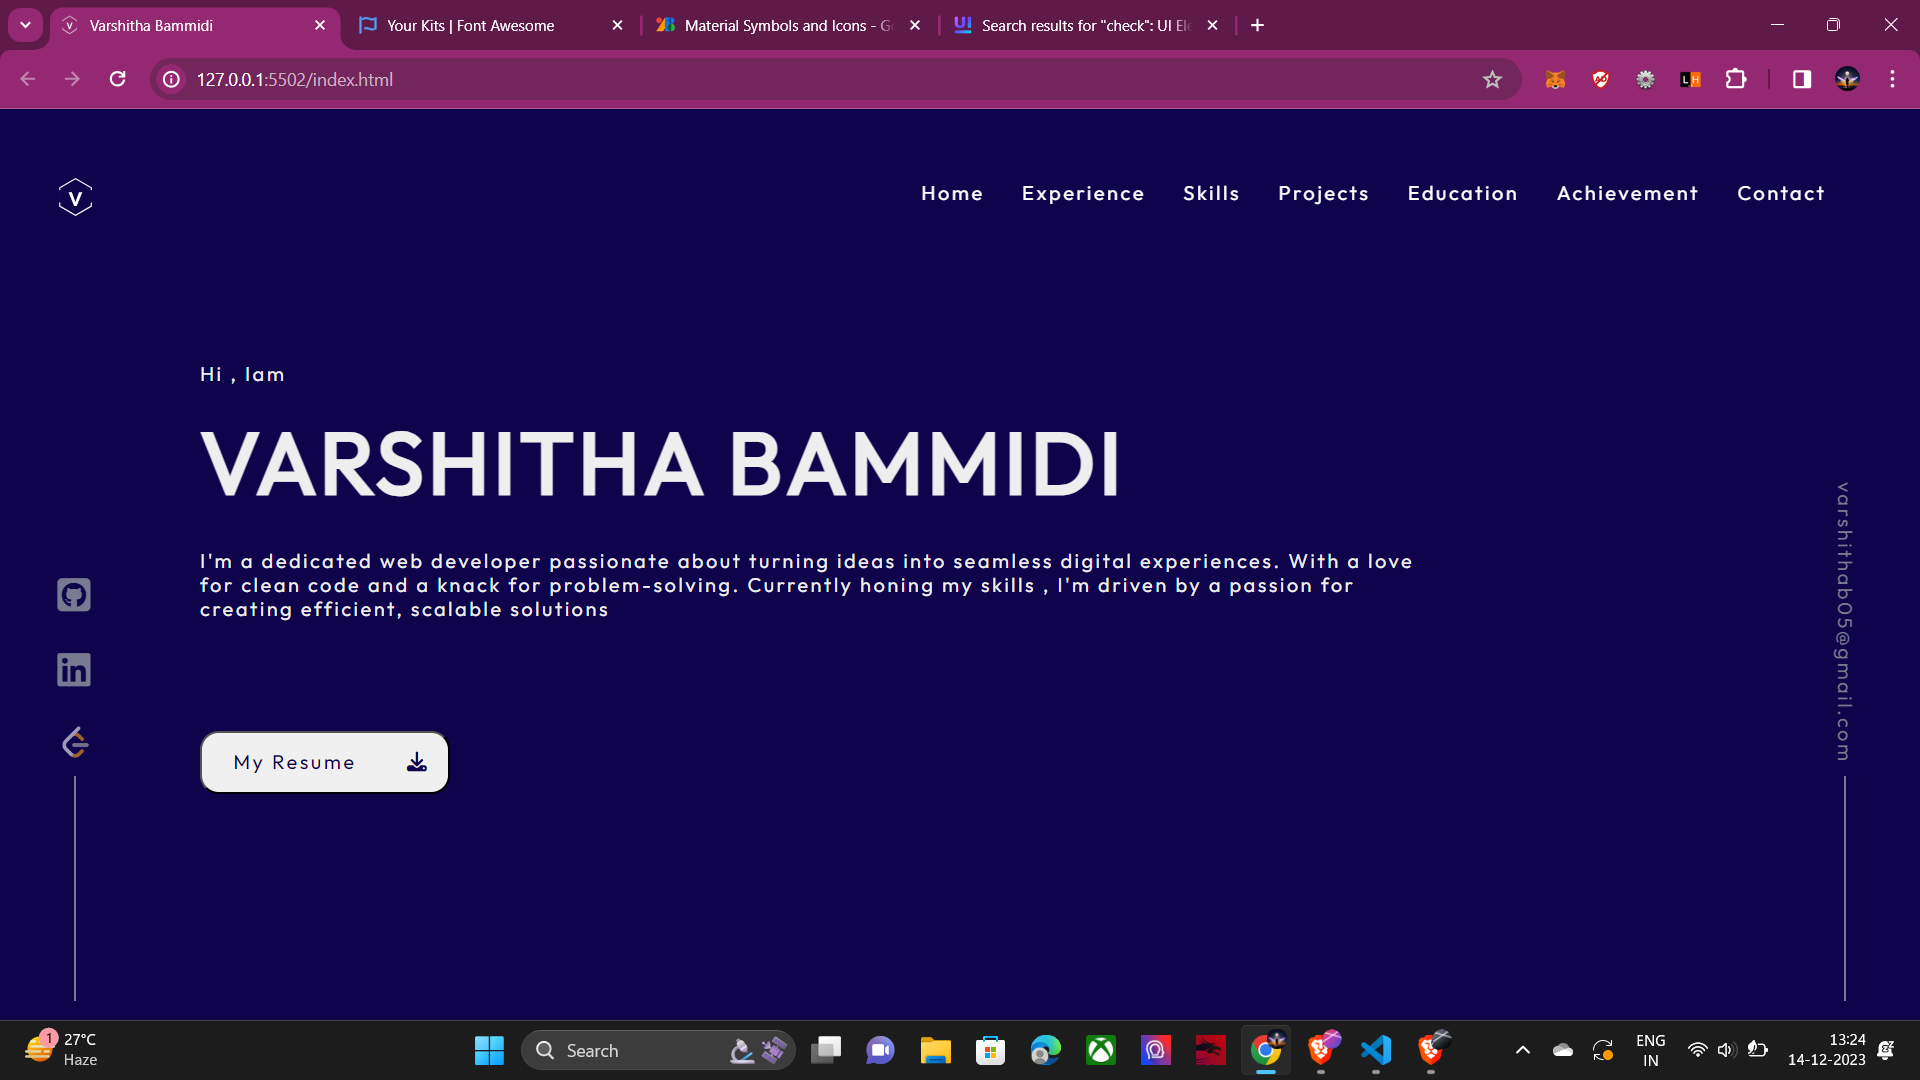 Varshitha Bammidi
Your Kits | Font Awesome
Material Symbols and Icons - Go
Search results for "check": UI Ele
127.0.0.1:5502/index.html
LH
V
Home Experience Skills Projects Education Achievement Contact
Hi , Iam
VARSHITHA BAMMIDI
I'm a dedicated web developer passionate about turning ideas into seamless digital experiences. With a love
for clean code and a knack for problem-solving. Currently honing my skills , I'm driven by a passion for
creating efficient, scalable solutions
in
My Resume
varshithab05@gmail.com
1
27°C
Haze
Search
ENG
IN
13:24
14-12-2023